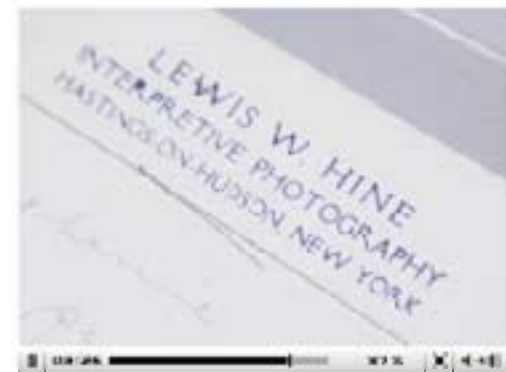 LEWIS W. HINE
INTERPRETIVE PHOTOGRAPHY
HASTINGS-ON-HUDSON, NEW YORK